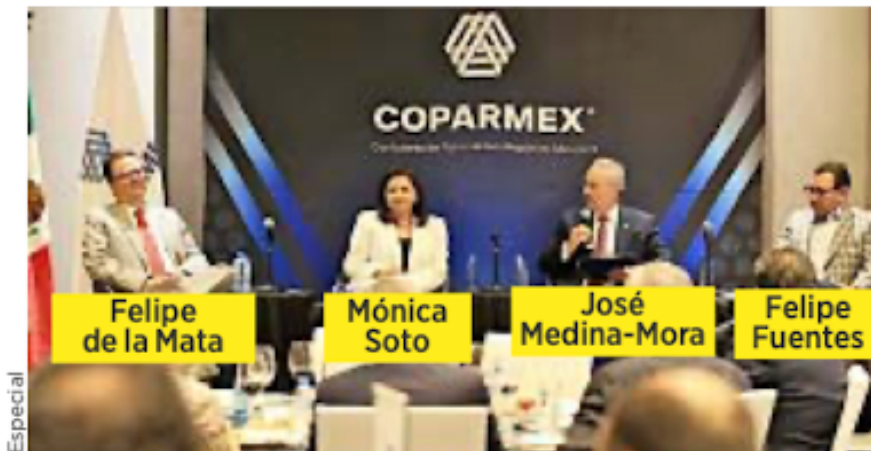 COPARMEX
Felipe
de la Mata
Mónica
Soto
José
Medina-Mora
Felipe
Fuentes
Especial